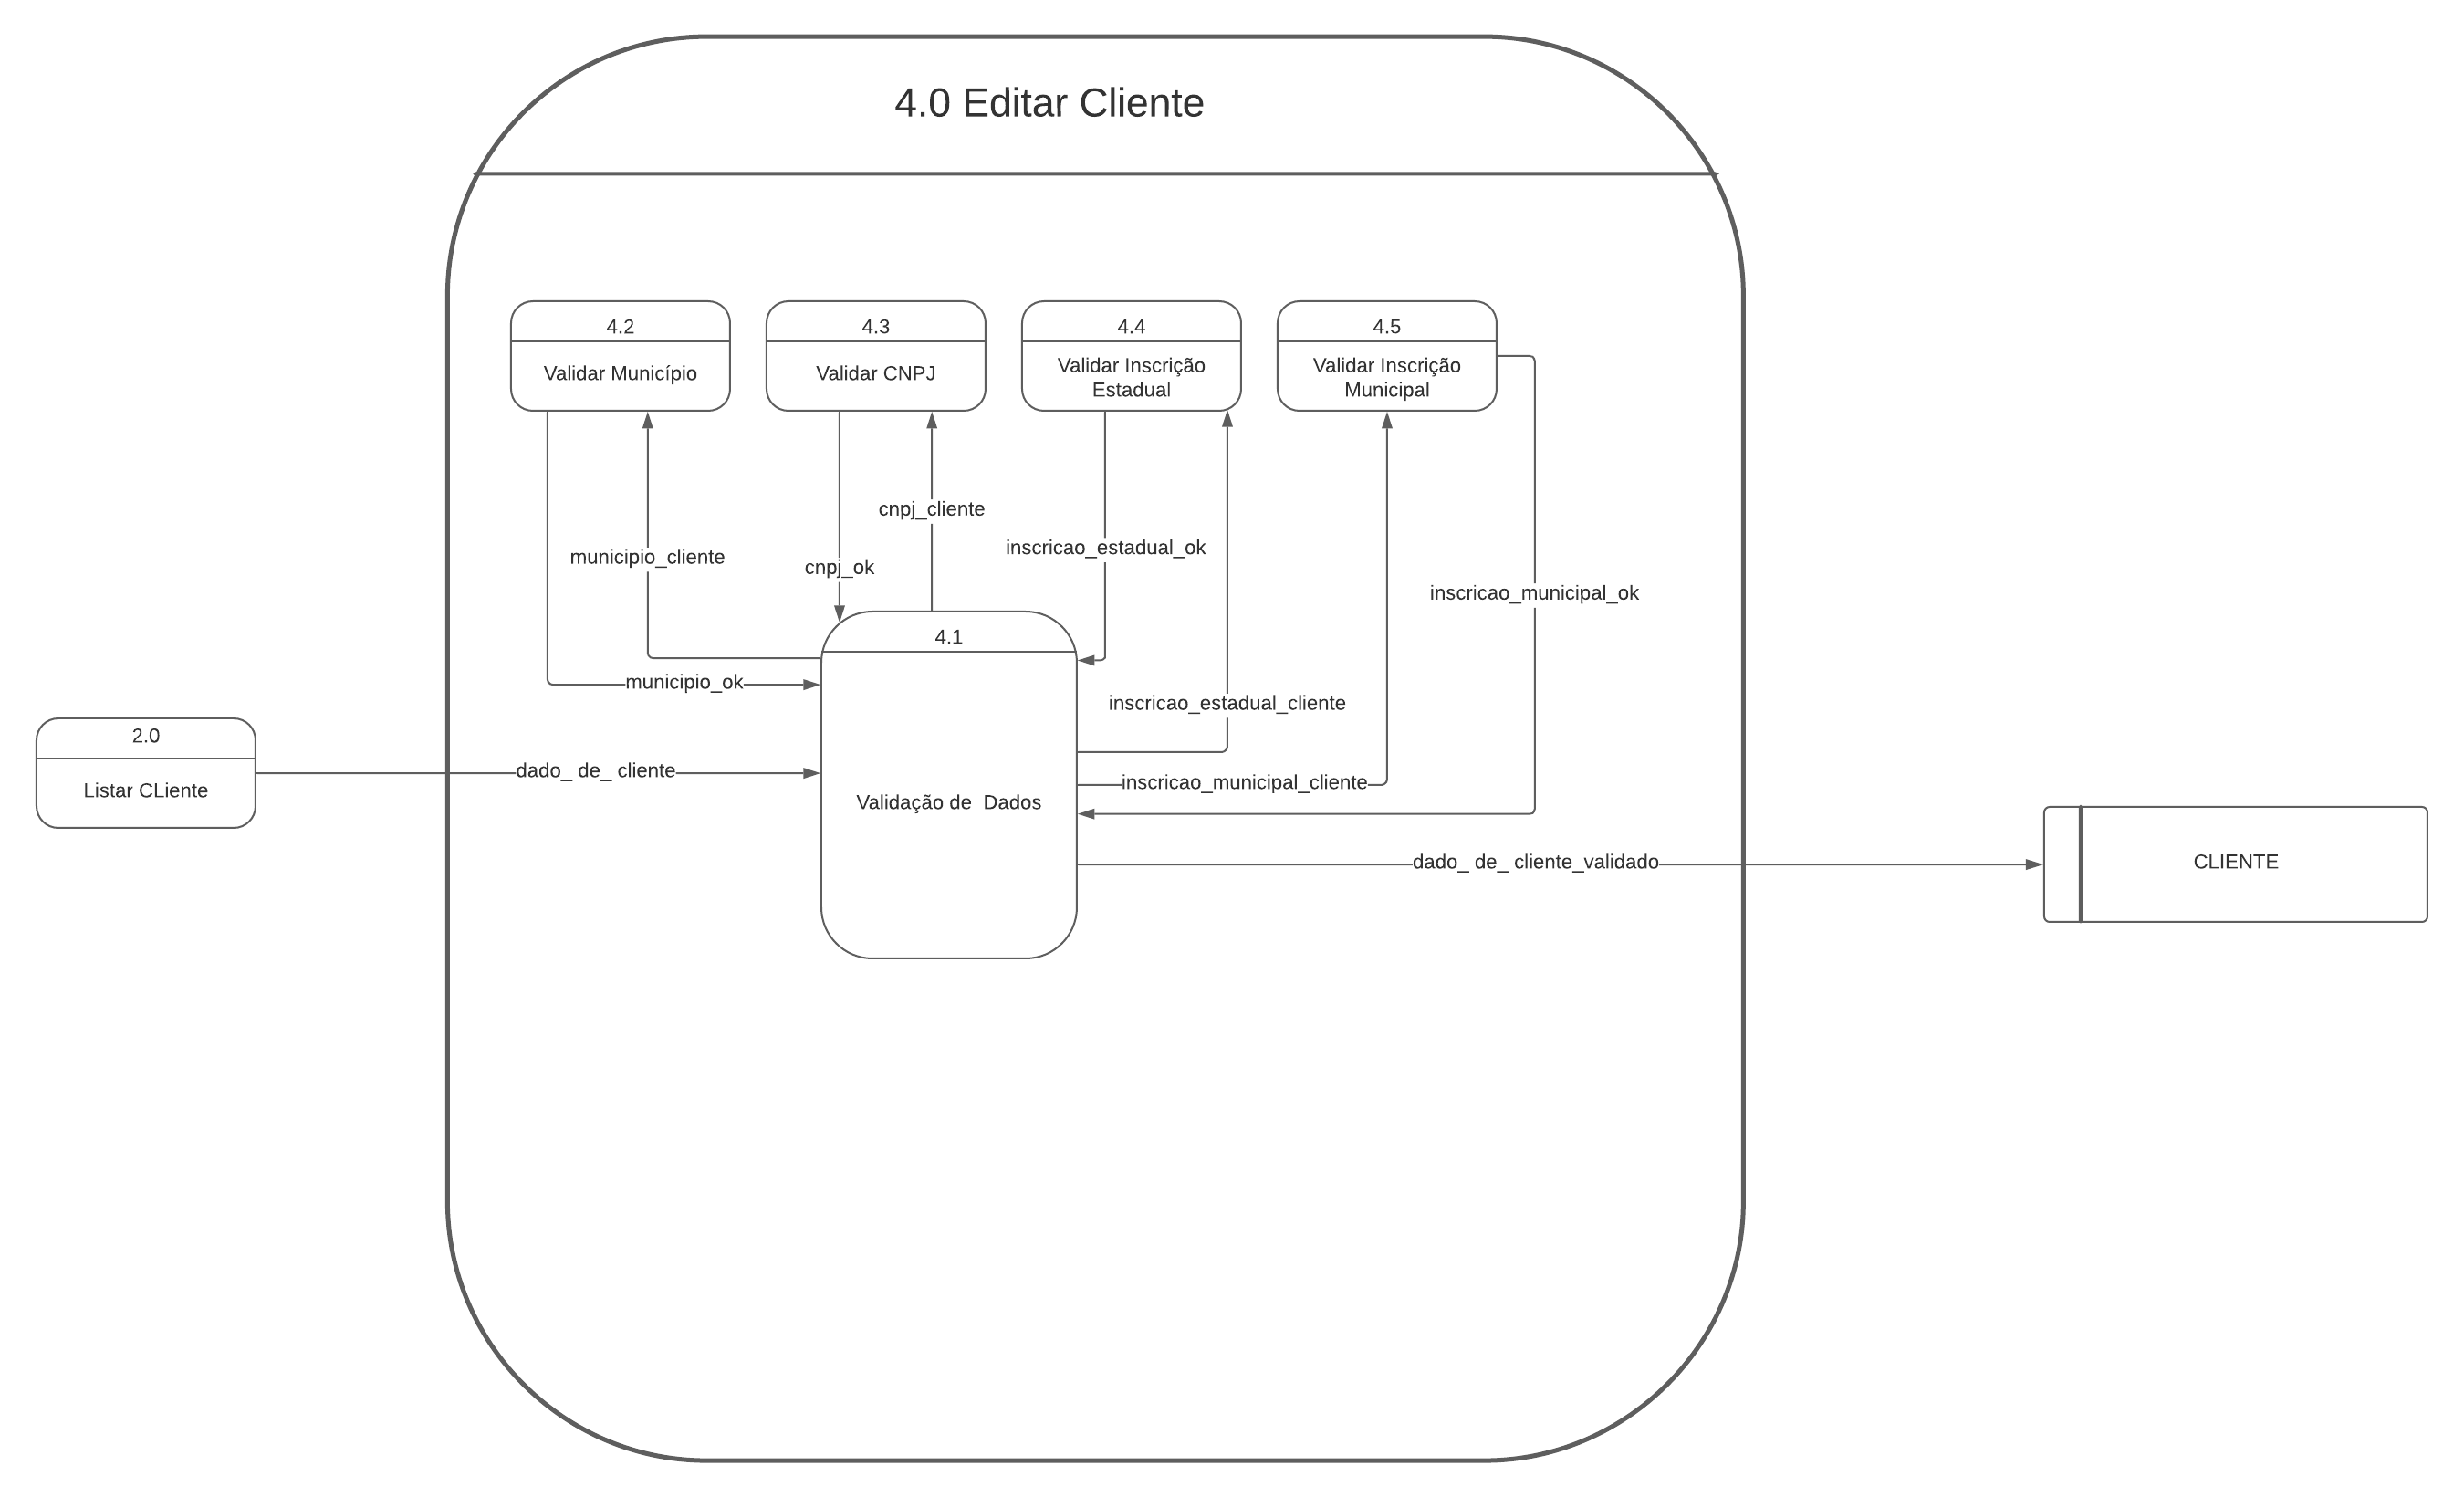 4.0 Editar Cliente
4.2
Validar Município
4.3
Validar CNPJ
4.4
Validar Inscrição
Estadual
4.5
Validar Inscrição
Municipal
cnpj_cliente
inscricao_estadual_ok
municipio_cliente
cnpj_ok
inscricao_municipal_ok
4.1
Validação de  Dados
municipio_ok
inscricao_estadual_cliente
2.0
Listar CLiente
dado_ de_ cliente
inscricao_municipal_cliente
dado_ de_ cliente_validado
CLIENTE